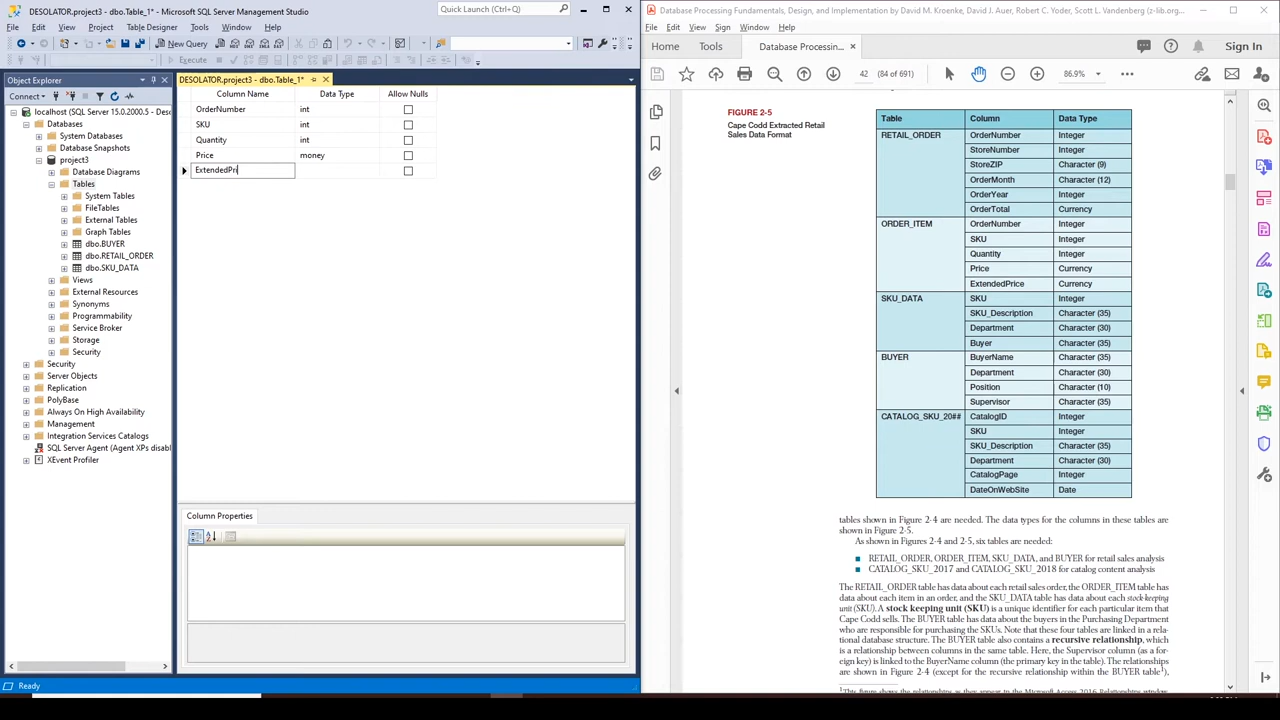 DESOLATOR.project3 - dbo.Table_1* - Microsoft SQL Server Management Studio
Quick Launch (Ctrl+Q)
File Edit View Project Table Designer Tools Window Help
New Query
Object Explorer
Connect
localhost (SQL Server 15.0.2000.5
Databases
System Databases
Database Snapshots
project3
Database Diagrams
Tables
System Tables
FileTables
External Tables
Graph Tables
dbo.BUYER
dbo.RETAIL_ORDER
dbo.SKU_DATA
Views
External Resources
Synonyms
Programmability
Service Broker
Storage
Security
Security
Server Objects
Replication
PolyBase
Always On High Availability
Management
Integration Services Catalogs
SQL Server Agent (Agent XPs disabl
XEvent Profiler
DESOLATOR.project3 - dbo.Table_1*
Column Name Data Type Allow Nulls
OrderNumber int
SKU int
Quantity int
Price money
ExtendedPri
Column Properties
Ready
Database Processing Fundamentals, Design, and Implementation by David M. Kroenke, David J. Auer, Robert C. Yoder, Scott L. Vandenberg (z-lib.org...
File Edit View Sign Window Help
Home Tools Database Processin... Sign In
42 (84 of 691) 86.9%
FIGURE 2-5
Cape Codd Extracted Retail
Sales Data Format
Table Column Data Type
RETAIL_ORDER OrderNumber Integer
StoreNumber Integer
StoreZIP Character (9)
OrderMonth Character (12)
OrderYear Integer
OrderTotal Currency
ORDER_ITEM OrderNumber Integer
SKU Integer
Quantity Integer
Price Currency
ExtendedPrice Currency
SKU_DATA SKU Integer
SKU_Description Character (35)
Department Character (30)
Buyer Character (35)
BUYER BuyerName Character (35)
Department Character (30)
Position Character (10)
Supervisor Character (35)
CATALOG_SKU_20## CatalogID Integer
SKU Integer
SKU_Description Character (35)
Department Character (30)
CatalogPage Integer
DateOnWebSite Date
tables shown in Figure 2-4 are needed. The data types for the columns in these tables are
shown in Figure 2-5.
As shown in Figures 2-4 and 2-5, six tables are needed:
■ RETAIL_ORDER, ORDER_ITEM, SKU_DATA, and BUYER for retail sales analysis
■ CATALOG_SKU_2017 and CATALOG_SKU_2018 for catalog content analysis
The RETAIL_ORDER table has data about each retail sales order, the ORDER_ITEM table has
data about each item in an order, and the SKU_DATA table has data about each stock-keeping
unit (SKU). A stock keeping unit (SKU) is a unique identifier for each particular item that
Cape Codd sells. The BUYER table has data about the buyers in the Purchasing Department
who are responsible for purchasing the SKUs. Note that these four tables are linked in a rela-
tional database structure. The BUYER table also contains a recursive relationship, which
is a relationship between columns in the same table. Here, the Supervisor column (as a for-
eign key) is linked to the BuyerName column (the primary key in the table). The relationships
are shown in Figure 2-4 (except for the recursive relationship within the BUYER table¹),